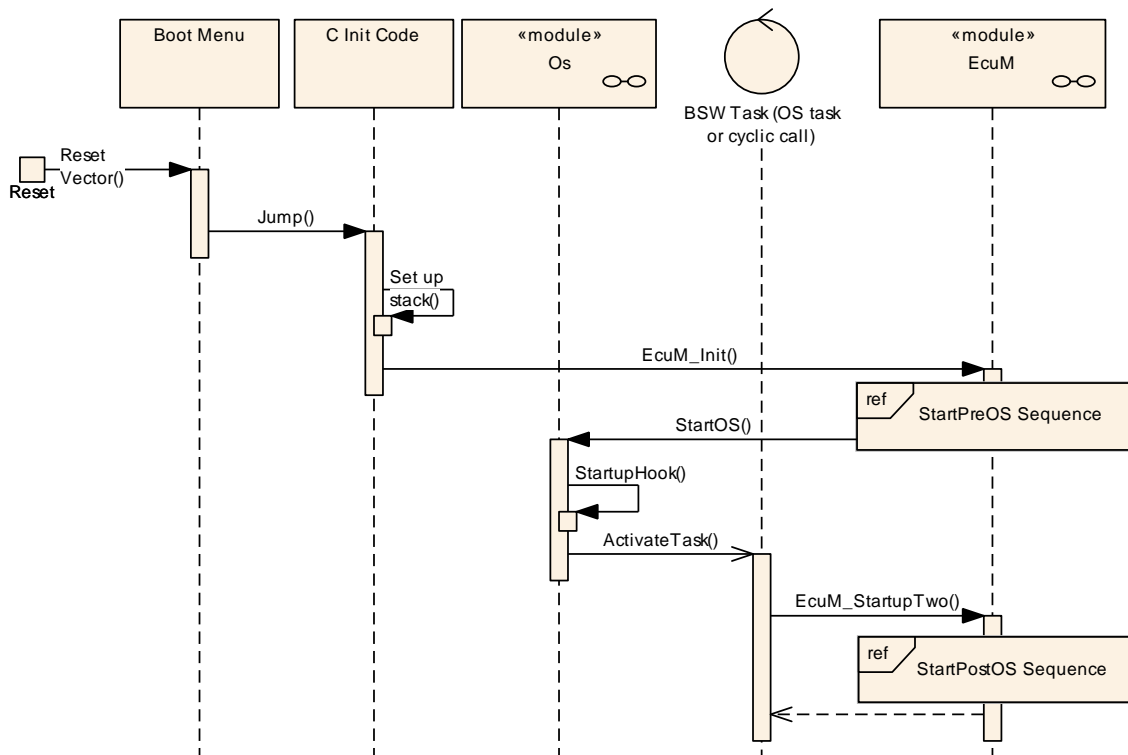 Boot Menu
C Init Code
«module»
Os
«module»
EcuM
BSW Task (OS task
or cyclic call)
Reset
Vector()
Reset
Jump()
Set up
stack()
EcuM_Init()
ref
StartPreOS Sequence
StartOS()
StartupHook()
ActivateTask()
EcuM_StartupTwo()
ref
StartPostOS Sequence